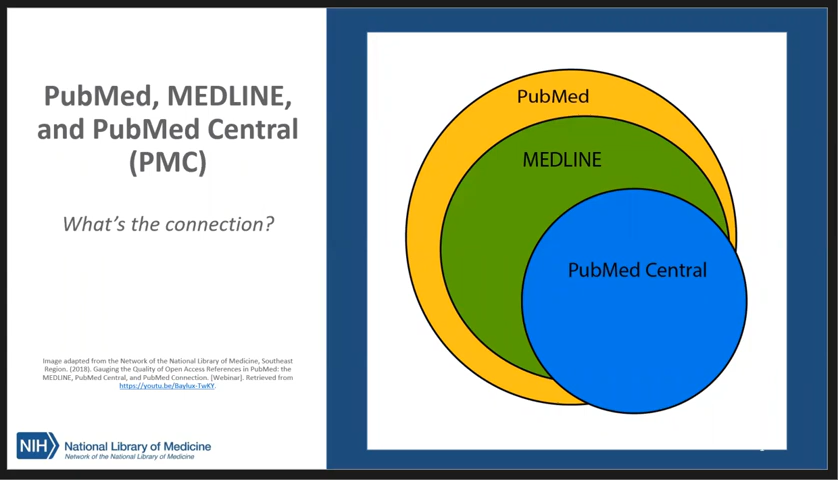 PubMed, MEDLINE,
and PubMed Central
(PMC)
What's the connection?
Image adapted from the Network of the National Library of Medicine, Southeast
Region. (2018). Gauging the Quality of Open Access References in PubMed: the
MEDLINE, PubMed Central, and PubMed Connection. [Webinar]. Retrieved from
https://youtu.be/Baylux-TwKY.
NIH National Library of Medicine
Network of the National Library of Medicine
PubMed
MEDLINE
PubMed Central